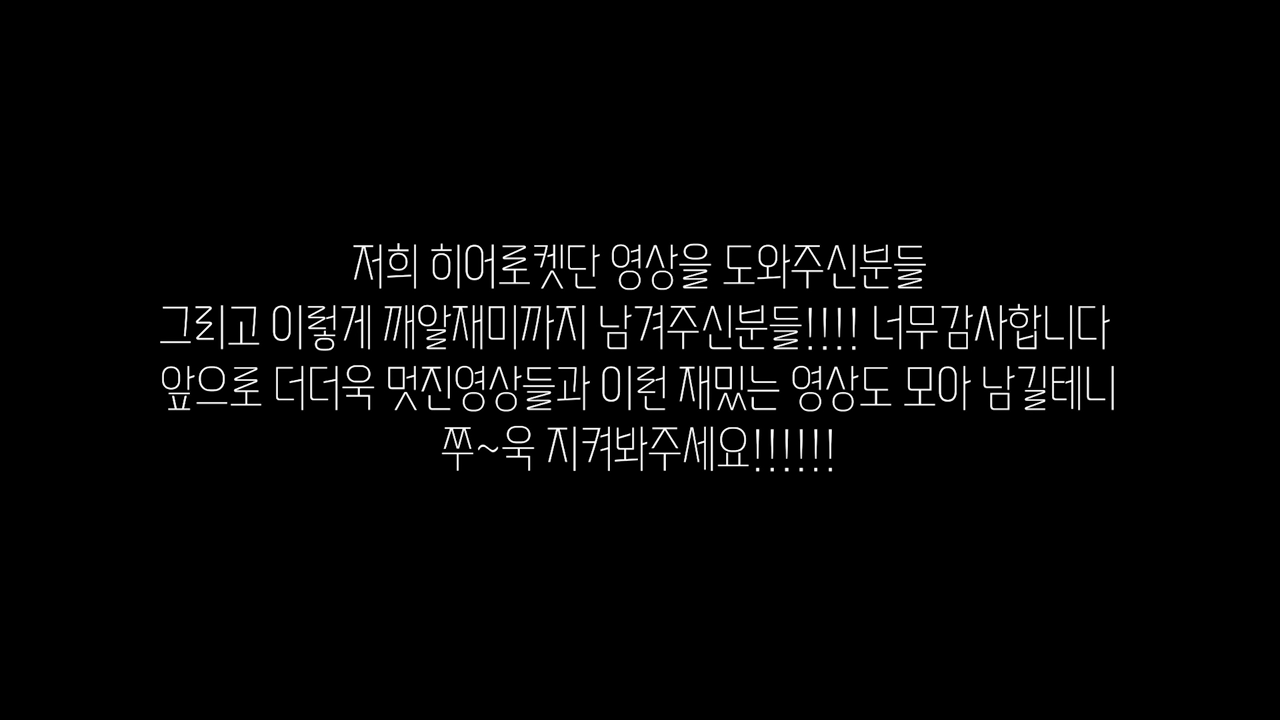 저희 히어로켓단 영상을 도와주신분들
그리고 이렇게 깨알재미까지 남겨주신분들!!!! 너무감사합니다
앞으로 더더욱 멋진영상들과 이런 재밌는 영상도 모아 남길테니
쭈~욱 지켜봐주세요!!!!!!